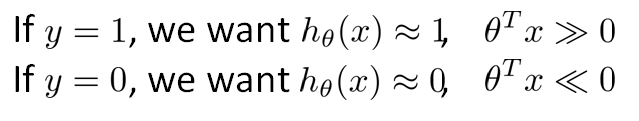 If y = 1, we want hθ(x) ≈ 1, θᵀx ≫ 0
If y = 0, we want hθ(x) ≈ 0, θᵀx ≪ 0